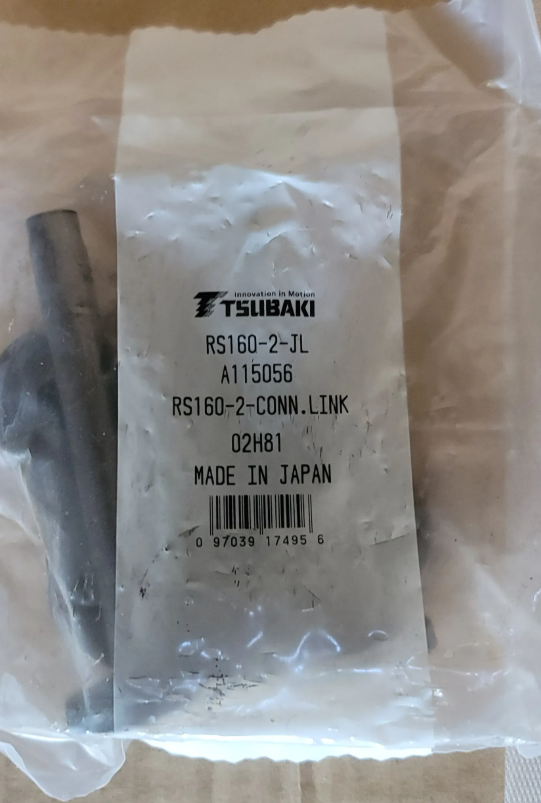 Innovation in Motion
TSUBAKI
RS160-2-JL
A115056
RS160-2-CONN.LINK
02H81
MADE IN JAPAN
0 97039 17495 6